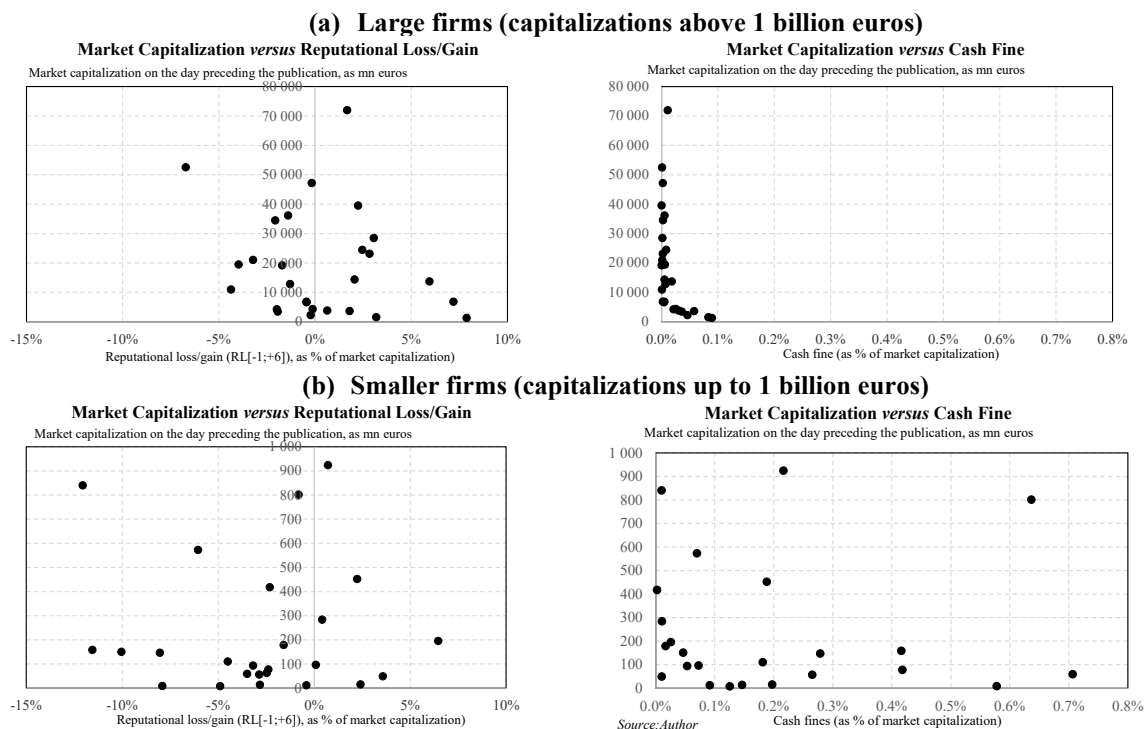 (a) Large firms (capitalizations above 1 billion euros)
Market Capitalization versus Reputational Loss/Gain
Market capitalization on the day preceding the publication, as mn euros
80 000
70 000
60 000
50 000
40 000
30 000
20 000
10 000
0
-15% -10% -5% 0% 5% 10%
Reputational loss/gain (RL[-1;+6]), as % of market capitalization)
Market Capitalization versus Cash Fine
Market capitalization on the day preceding the publication, as mn euros
80 000
70 000
60 000
50 000
40 000
30 000
20 000
10 000
0
0.0% 0.1% 0.2% 0.3% 0.4% 0.5% 0.6% 0.7% 0.8%
Cash fine (as % of market capitalization)
(b) Smaller firms (capitalizations up to 1 billion euros)
Market Capitalization versus Reputational Loss/Gain
Market capitalization on the day preceding the publication, as mn euros
1 000
900
800
700
600
500
400
300
200
100
0
-15% -10% -5% 0% 5% 10%
Reputational loss/gain (RL[-1;+6]), as % of market capitalization)
Market Capitalization versus Cash Fine
Market capitalization on the day preceding the publication, as mn euros
1 000
900
800
700
600
500
400
300
200
100
0
0.0% 0.1% 0.2% 0.3% 0.4% 0.5% 0.6% 0.7% 0.8%
Cash fines (as % of market capitalization)
Source:Author